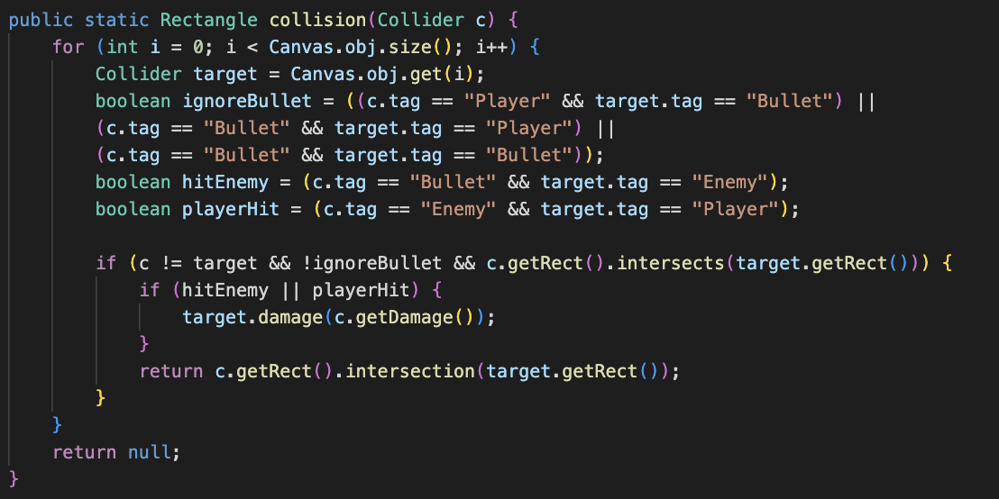 public static Rectangle collision(Collider c) {
    for (int i = 0; i < Canvas.obj.size(); i++) {
        Collider target = Canvas.obj.get(i);
        boolean ignoreBullet = ((c.tag == "Player" && target.tag == "Bullet") ||
        (c.tag == "Bullet" && target.tag == "Player") ||
        (c.tag == "Bullet" && target.tag == "Bullet"));
        boolean hitEnemy = (c.tag == "Bullet" && target.tag == "Enemy");
        boolean playerHit = (c.tag == "Enemy" && target.tag == "Player");

        if (c != target && !ignoreBullet && c.getRect().intersects(target.getRect())) {
            if (hitEnemy || playerHit) {
                target.damage(c.getDamage());
            }
            return c.getRect().intersection(target.getRect());
        }
    }
    return null;
}